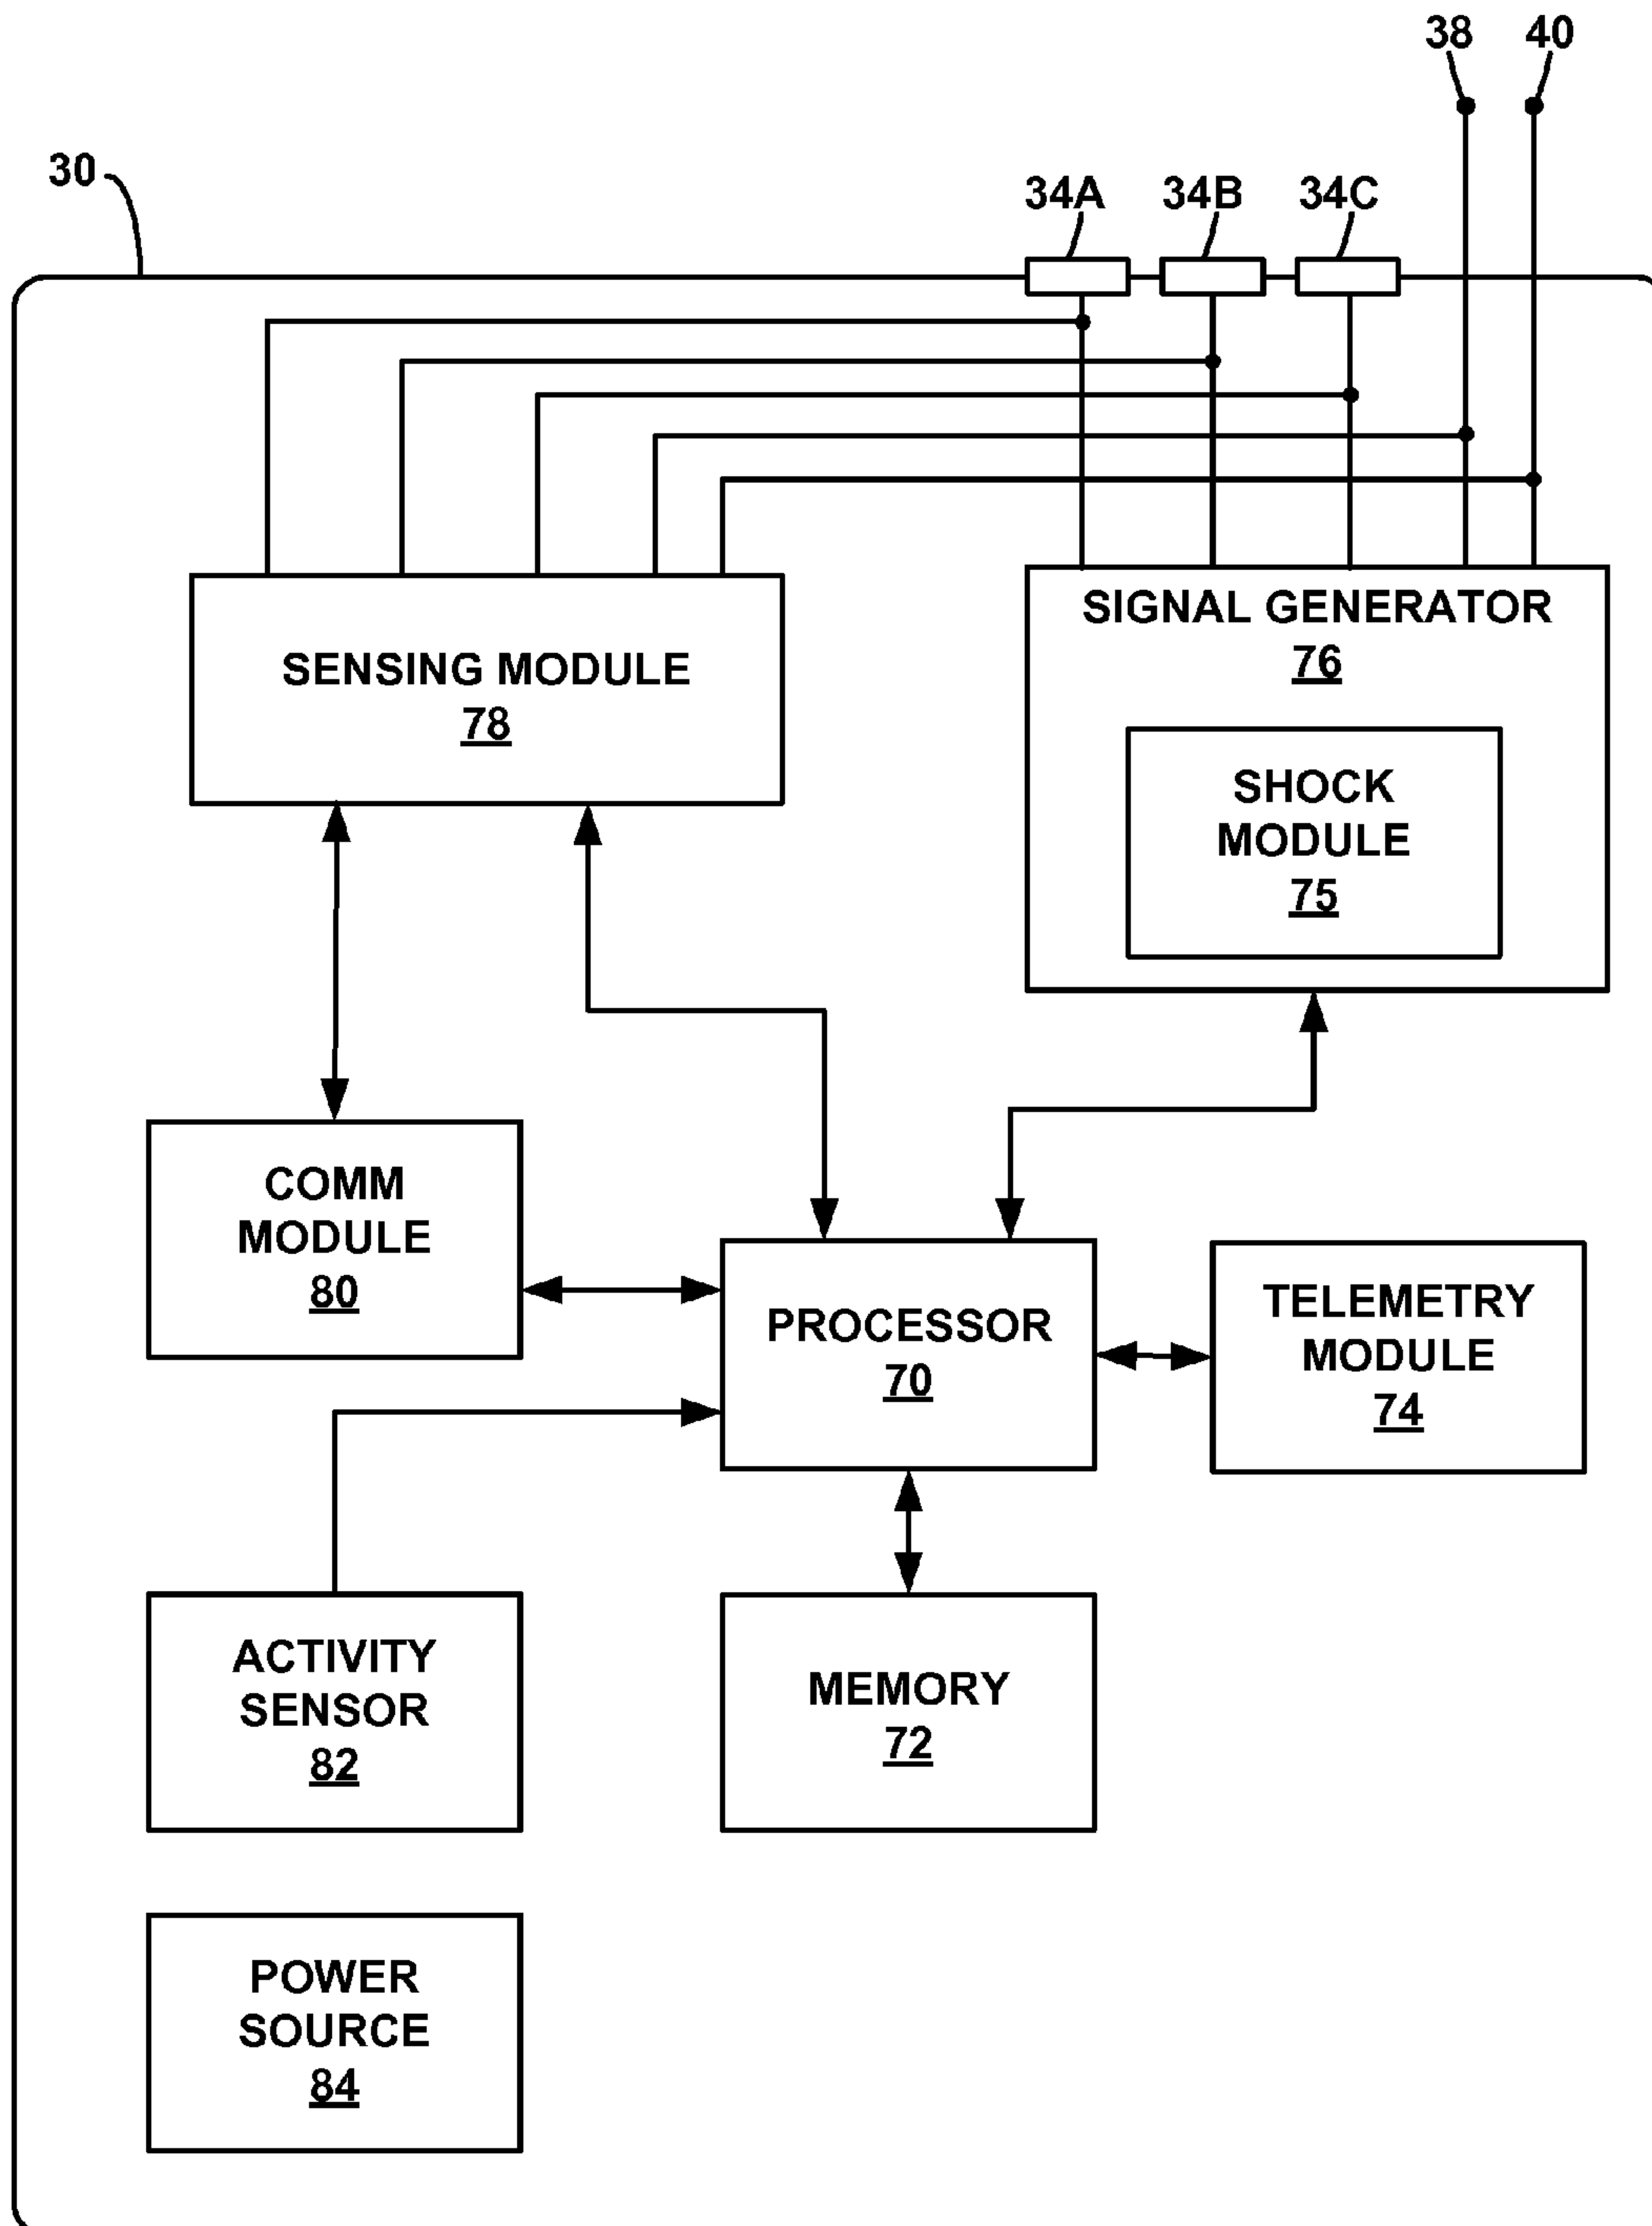 38
40
30
34A
34B
34C
SIGNAL GENERATOR
76
SENSING MODULE
78
SHOCK
MODULE
75
COMM
MODULE
80
PROCESSOR
70
TELEMETRY
MODULE
74
ACTIVITY
SENSOR
82
MEMORY
72
POWER
SOURCE
84